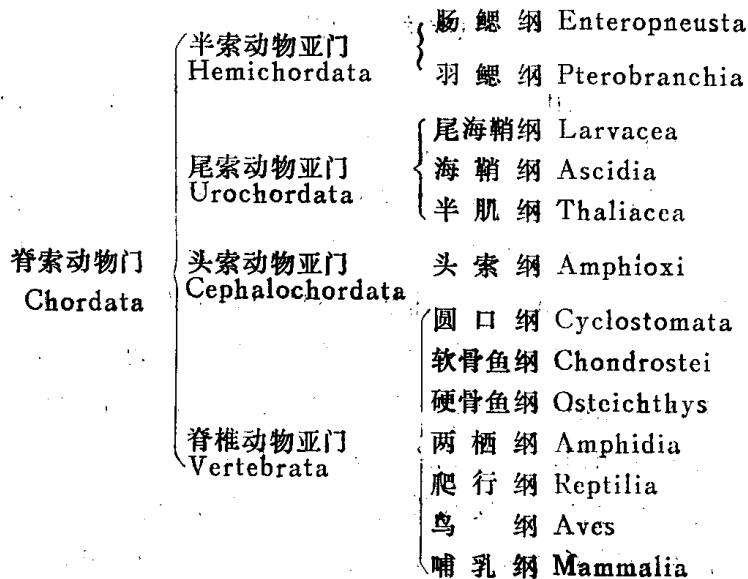 脊索动物门
Chordata
半索动物亚门
Hemichordata
肠 鳃 纲 Enteropneusta
羽 鳃 纲 Pterobranchia
尾索动物亚门
Urochordata
尾海鞘纲 Larvacea
海 鞘 纲 Ascidia
半 肌 纲 Thaliacea
头索动物亚门
Cephalochordata
头 索 纲 Amphioxi
脊椎动物亚门
Vertebrata
圆 口 纲 Cyclostomata
软骨鱼纲 Chondrostei
硬骨鱼纲 Osteichthys
两 栖 纲 Amphidia
爬 行 纲 Reptilia
鸟 纲 Aves
哺 乳 纲 Mammalia